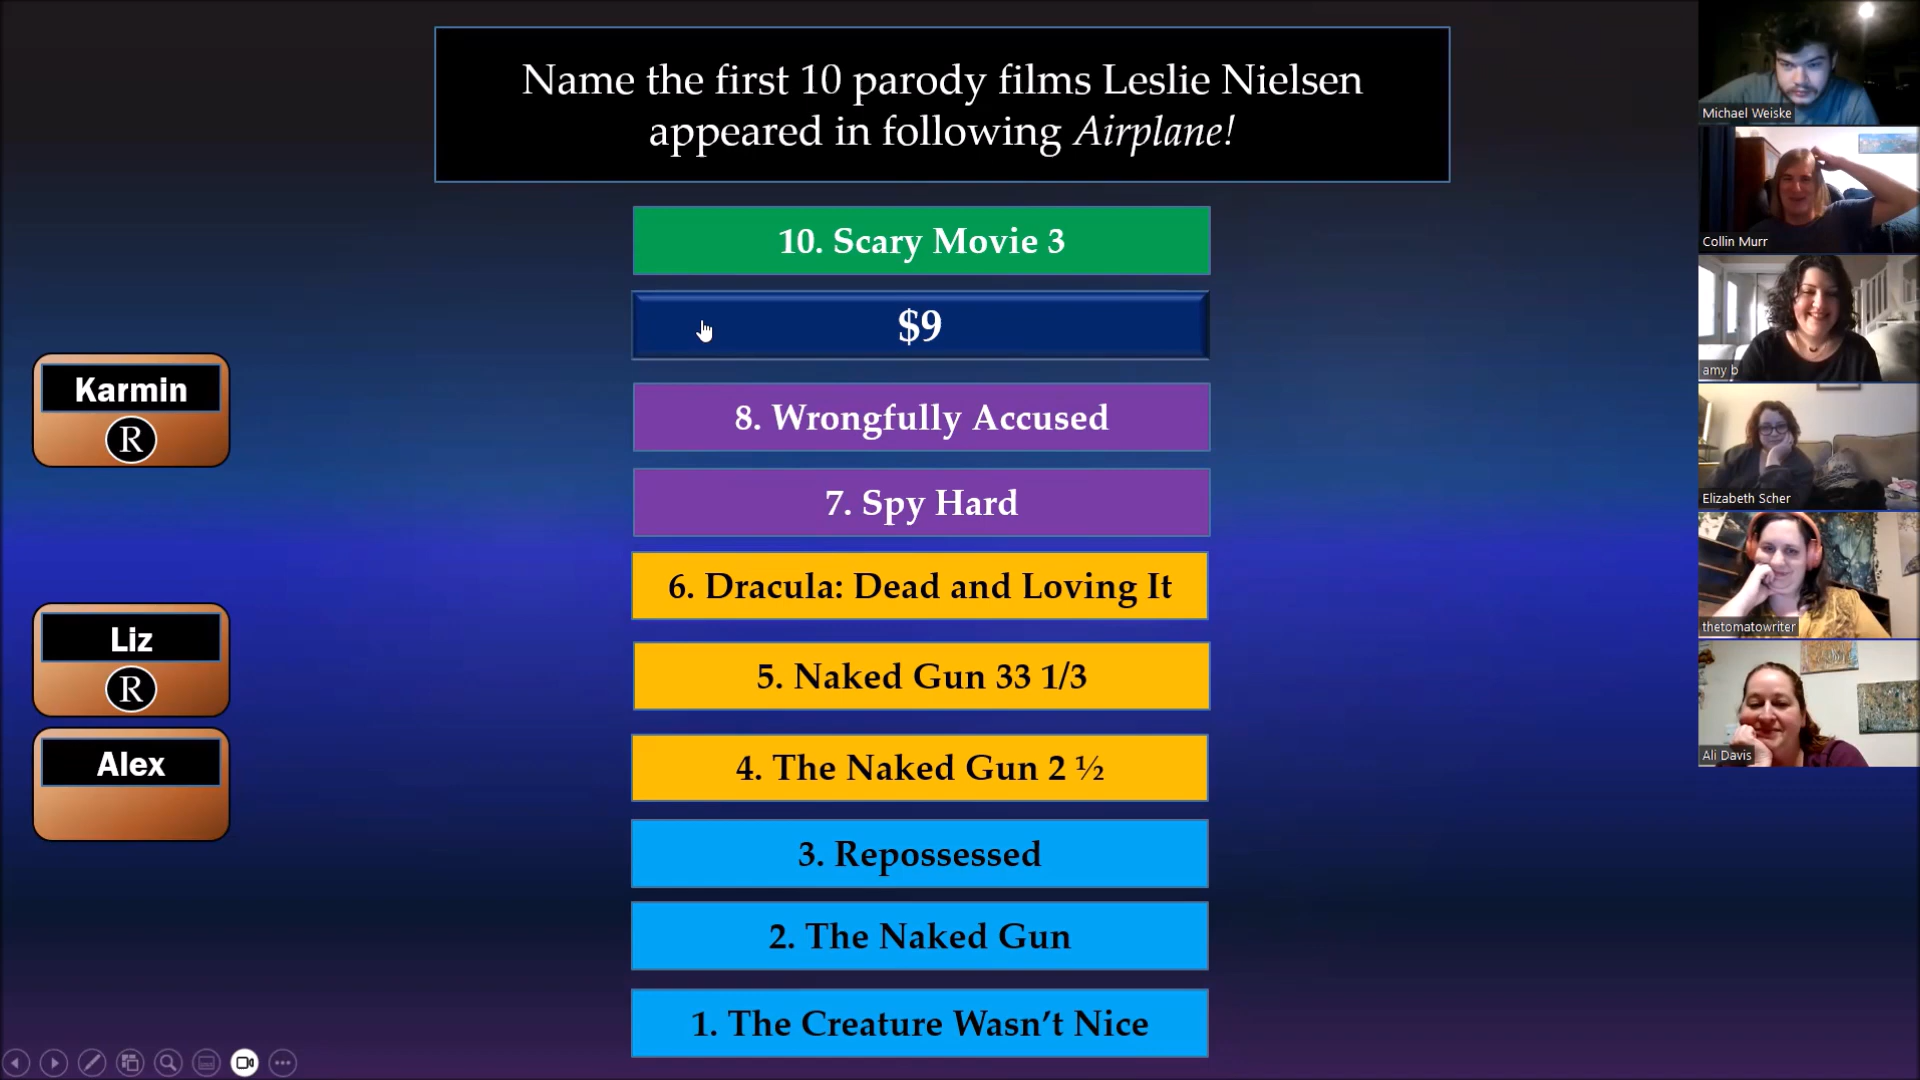 Name the first 10 parody films Leslie Nielsen
appeared in following Airplane!
10. Scary Movie 3
$9
8. Wrongfully Accused
7. Spy Hard
6. Dracula: Dead and Loving It
5. Naked Gun 33 1/3
4. The Naked Gun 2 ½
3. Repossessed
2. The Naked Gun
1. The Creature Wasn’t Nice
Karmin
R
Liz
R
Alex
Michael Weiske
Collin Murr
amy b
Elizabeth Scher
thetomatowriter
Ali Davis